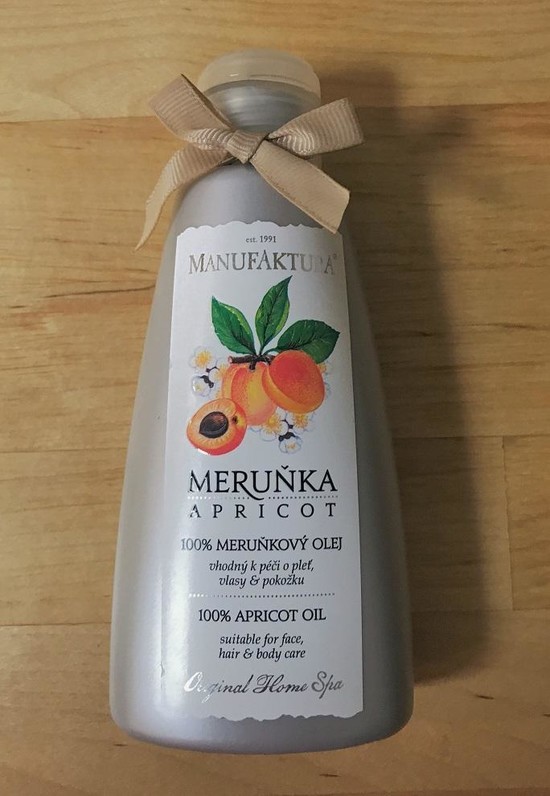 est. 1991
MANUFAKTURA®
MERUŇKA
APRICOT
100% MERUŇKOVÝ OLEJ
vhodný k péči o pleť,
vlasy & pokožku
100% APRICOT OIL
suitable for face,
hair & body care
Original Home Spa